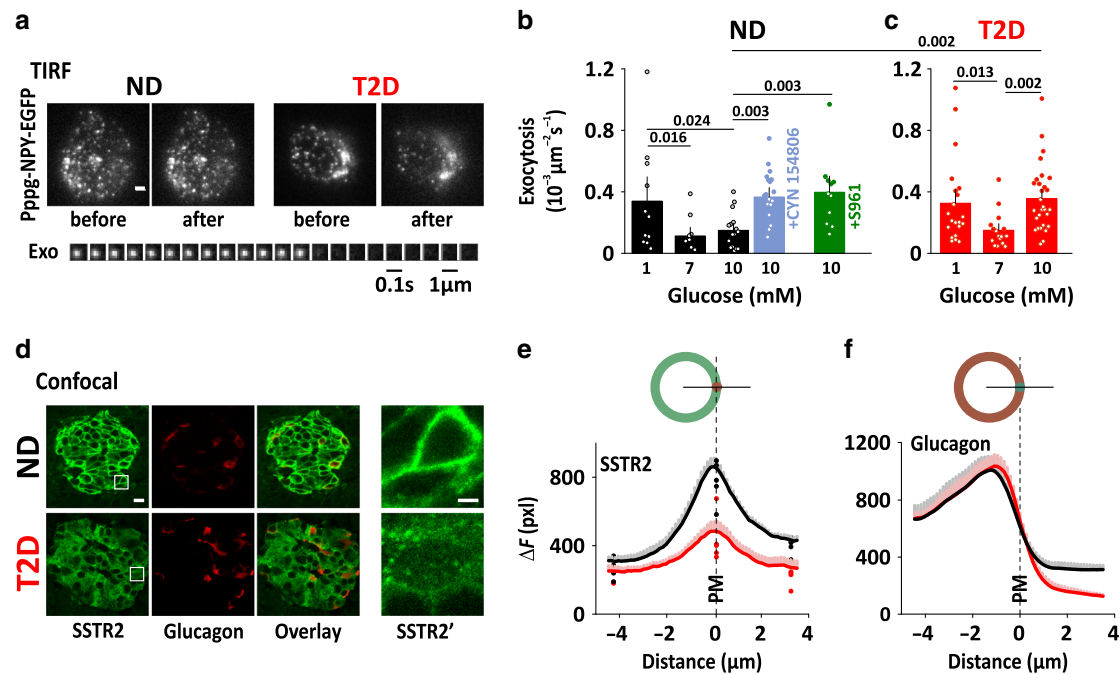 a
TIRF
ND
T2D
Pppg-NPY-EGFP
before
after
before
after
Exo
0.1s
1µm
b
ND
Exocytosis
(10⁻³µm⁻²s⁻¹)
1.2
0.8
0.4
0
0.016
0.024
0.003
0.003
0.002
+CYN 154806
+S961
1
7
10
10
10
Glucose (mM)
c
T2D
1.2
0.8
0.4
0
0.013
0.002
1
7
10
Glucose (mM)
d
Confocal
ND
T2D
SSTR2
Glucagon
Overlay
SSTR2’
e
SSTR2
ΔF (pxl)
800
400
0
PM
−4
−2
0
2
4
Distance (µm)
f
Glucagon
1200
800
400
0
PM
−4
−2
0
2
4
Distance (µm)